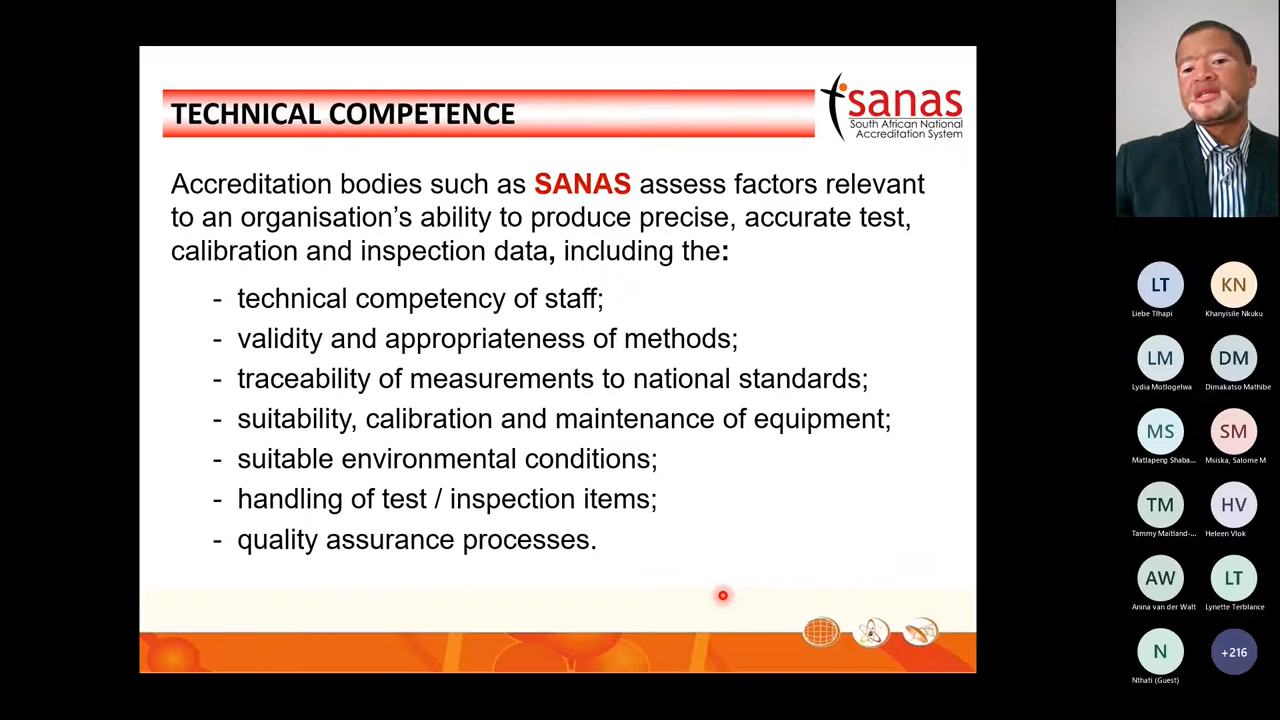 TECHNICAL COMPETENCE
sanas
South African National
Accreditation System
Accreditation bodies such as SANAS assess factors relevant
to an organisation’s ability to produce precise, accurate test,
calibration and inspection data, including the:
- technical competency of staff;
- validity and appropriateness of methods;
- traceability of measurements to national standards;
- suitability, calibration and maintenance of equipment;
- suitable environmental conditions;
- handling of test / inspection items;
- quality assurance processes.
LT
KN
Liebe Tlhapi
Khanyisile Nkuku
LM
DM
Lydia Motlogelwa
Dimakatso Mathibe
MS
SM
Matlapeng Shaba...
Msiska, Salome M
TM
HV
Tammy Maitland-...
Heleen Vlok
AW
LT
Anina van der Walt
Lynette Terblance
N
+216
Nthati (Guest)